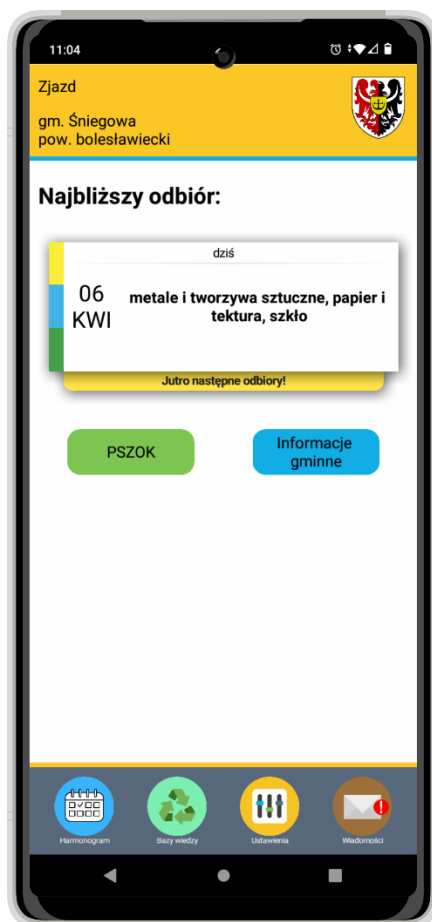 11:04
Zjazd
gm. Śniegowa
pow. bolesławiecki
Najbliższy odbiór:
dziś
06
KWI
metale i tworzywa sztuczne, papier i
tektura, szkło
Jutro następne odbiory!
PSZOK
Informacje
gminne
Harmonogram
Bazy wiedzy
Ustawienia
Wiadomości